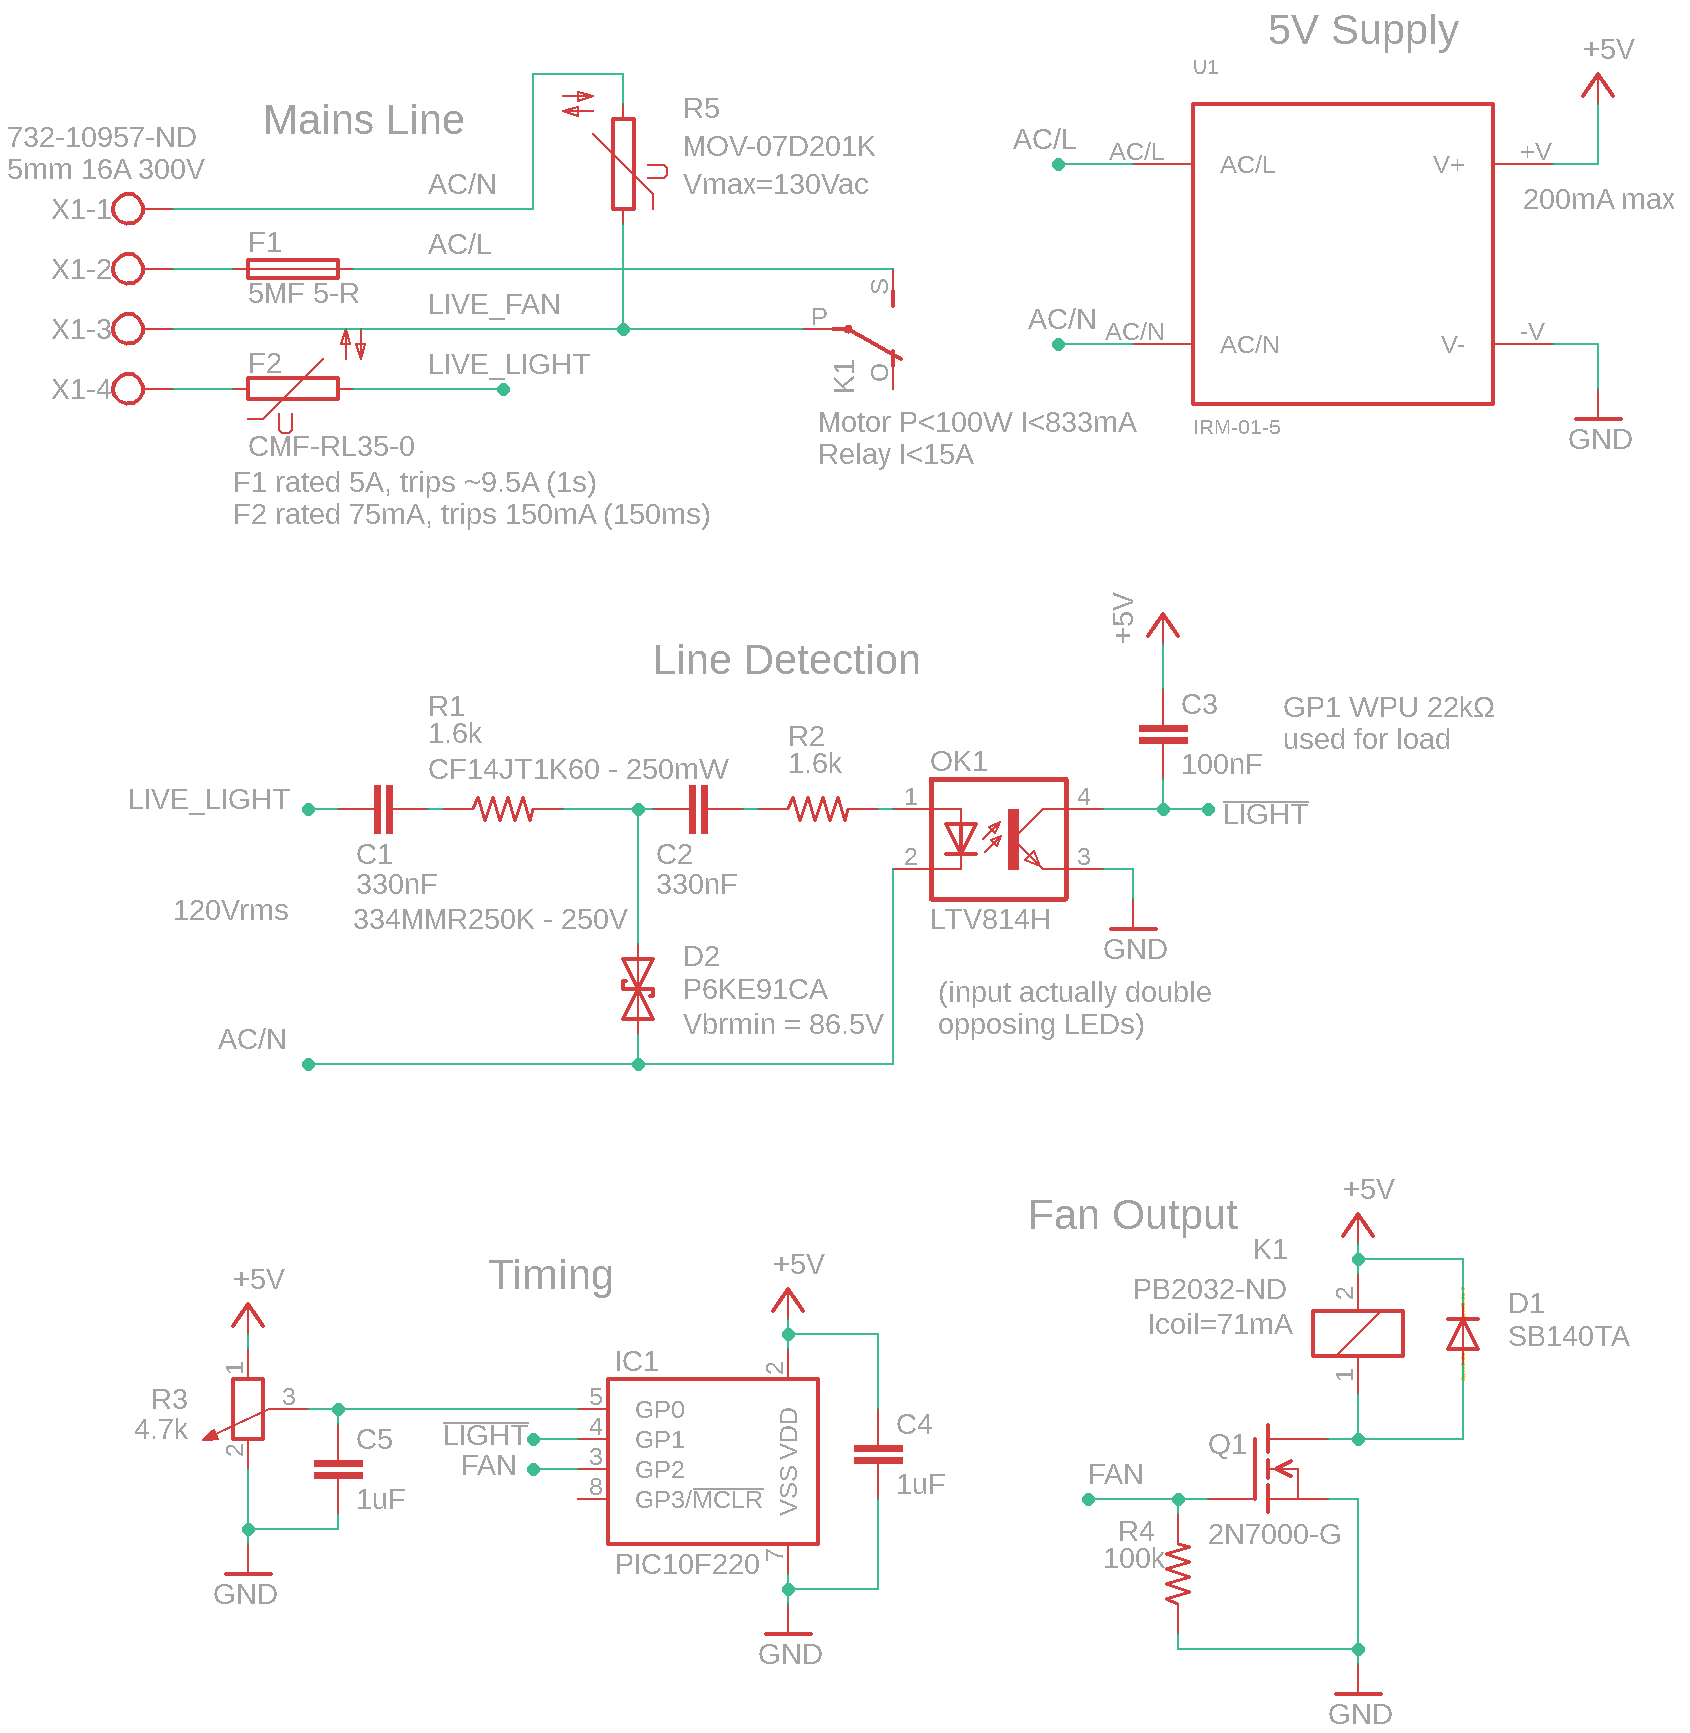 5V Supply
U1
+5V
AC/L
AC/L
AC/L
V+
+V
200mA max
AC/N
AC/N
AC/N
V-
-V
IRM-01-5
GND
Mains Line
732-10957-ND
5mm 16A 300V
X1-1
AC/N
R5
MOV-07D201K
Vmax=130Vac
U
X1-2
F1
5MF 5-R
AC/L
S
X1-3
LIVE_FAN
P
K1
O
X1-4
F2
U
LIVE_LIGHT
CMF-RL35-0
Motor P<100W I<833mA
Relay I<15A
F1 rated 5A, trips ~9.5A (1s)
F2 rated 75mA, trips 150mA (150ms)
Line Detection
LIVE_LIGHT
R1
1.6k
CF14JT1K60 - 250mW
C1
330nF
334MMR250K - 250V
120Vrms
AC/N
C2
330nF
R2
1.6k
D2
P6KE91CA
Vbrmin = 86.5V
OK1
1
2
4
3
LTV814H
(input actually double
opposing LEDs)
+5V
C3
100nF
LIGHT
GND
GP1 WPU 22kΩ
used for load
Timing
+5V
R3
4.7k
1
3
2
C5
1uF
GND
LIGHT
FAN
IC1
5
4
3
8
GP0
GP1
GP2
GP3/MCLR
VSS VDD
2
7
PIC10F220
+5V
C4
1uF
GND
Fan Output
+5V
K1
PB2032-ND
Icoil=71mA
2
1
D1
SB140TA
Q1
2N7000-G
FAN
R4
100k
GND